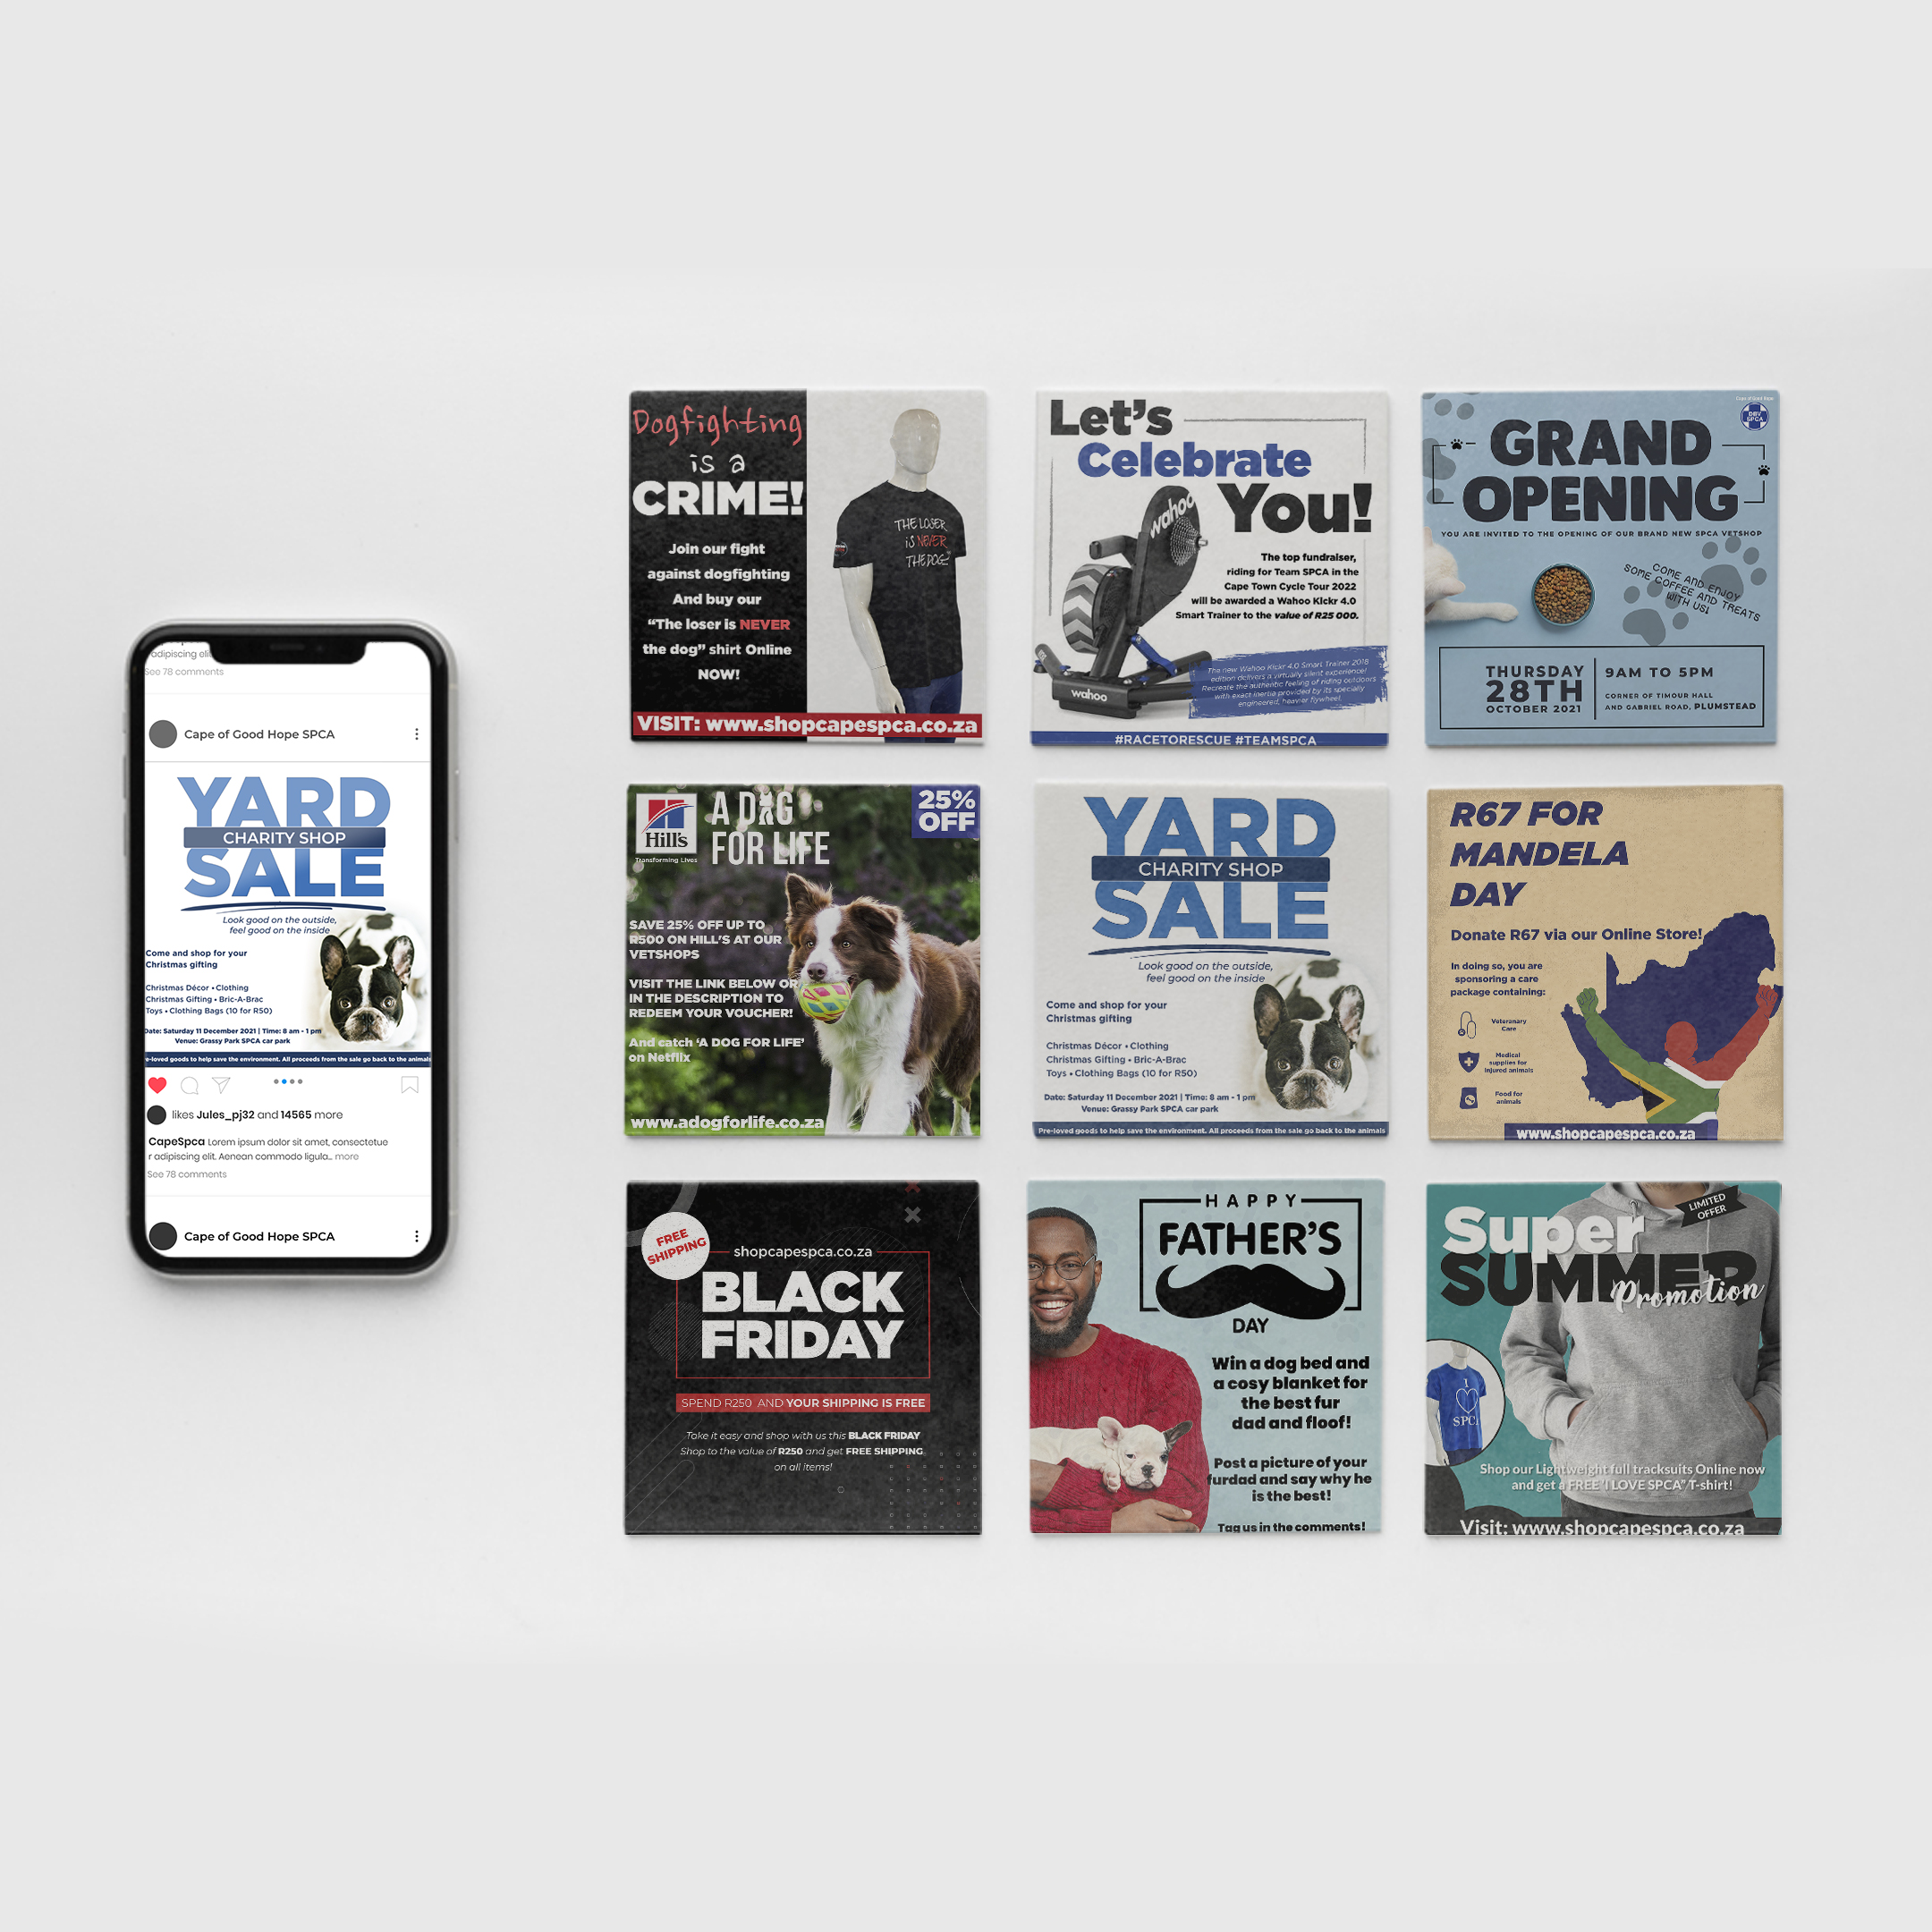 adipiscing eli
See 78 comments
Cape of Good Hope SPCA
YARD
CHARITY SHOP
SALE
Look good on the outside,
feel good on the inside
Come and shop for your
Christmas gifting
Christmas Décor • Clothing
Christmas Gifting • Bric-A-Brac
Toys • Clothing Bags (10 for R50)
Date: Saturday 11 December 2021 | Time: 8 am - 1 pm
Venue: Grassy Park SPCA car park
e-loved goods to help save the environment. All proceeds from the sale go back to the animals
likes Jules_pj32 and 14565 more
CapeSpca Lorem ipsum dolor sit amet, consectetue
r adipiscing elit. Aenean commodo ligula... more
See 78 comments
Cape of Good Hope SPCA
Dogfighting
is a
CRIME!
Join our fight
against dogfighting
And buy our
"The loser is NEVER
the dog" shirt Online
NOW!
THE LOSER
iS NEVER
THE DOG
VISIT: www.shopcapespca.co.za
Let's
Celebrate
You!
wahoo
The top fundraiser,
riding for Team SPCA in the
Cape Town Cycle Tour 2022
will be awarded a Wahoo KIckr 4.0
Smart Trainer to the value of R25 000.
The new Wahoo Kickr 4.0 Smart Trainer 2018
edition delivers a virtually silent experience!
Recreate the authentic feeling of riding outdoors
with exact inertia provided by its specially
engineered, heavier flywheel.
wahoo
#RACETORESCUE #TEAMSPCA
Cape of Good Hope
DBV
SPCA
GRAND
OPENING
YOU ARE INVITED TO THE OPENING OF OUR BRAND NEW SPCA VETSHOP
COME AND ENJOY
SOME COFFEE AND TREATS
WITH US!
THURSDAY
28TH
OCTOBER 2021
9AM TO 5PM
CORNER OF TIMOUR HALL
AND GABRIEL ROAD, PLUMSTEAD
Hill's
Transforming Lives
A DOG
FOR LIFE
25%
OFF
SAVE 25% OFF UP TO
R500 ON HILL'S AT OUR
VETSHOPS
VISIT THE LINK BELOW OR
IN THE DESCRIPTION TO
REDEEM YOUR VOUCHER!
And catch 'A DOG FOR LIFE'
on Netflix
www.adogforlife.co.za
YARD
CHARITY SHOP
SALE
Look good on the outside,
feel good on the inside
Come and shop for your
Christmas gifting
Christmas Décor • Clothing
Christmas Gifting • Bric-A-Brac
Toys • Clothing Bags (10 for R50)
Date: Saturday 11 December 2021 | Time: 8 am - 1 pm
Venue: Grassy Park SPCA car park
Pre-loved goods to help save the environment. All proceeds from the sale go back to the animals
R67 FOR
MANDELA
DAY
Donate R67 via our Online Store!
In doing so, you are
sponsoring a care
package containing:
Veteranary
Care
Medical
supplies for
injured animals
Food for
animals
www.shopcapespca.co.za
FREE
SHIPPING
shopcapespca.co.za
BLACK
FRIDAY
SPEND R250 AND YOUR SHIPPING IS FREE
Take it easy and shop with us this BLACK FRIDAY
Shop to the value of R250 and get FREE SHIPPING
on all items!
HAPPY
FATHER'S
DAY
Win a dog bed and
a cosy blanket for
the best fur
dad and floof!
Post a picture of your
furdad and say why he
is the best!
Tag us in the comments!
LIMITED
OFFER
Super
SUMMER
Promotion
I
SPCA
Shop our Lightweight full tracksuits Online now
and get a FREE "I LOVE SPCA" T-shirt!
Visit: www.shopcapespca.co.za